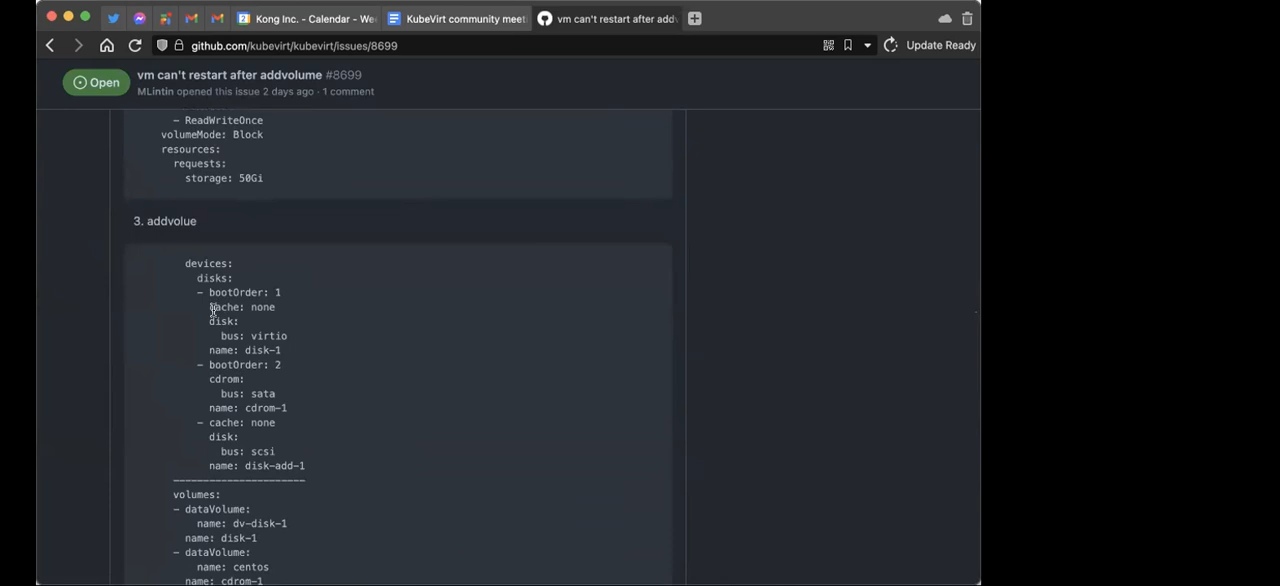 Kong Inc. - Calendar - We
KubeVirt community meet
vm can't restart after addv
github.com/kubevirt/kubevirt/issues/8699
Update Ready
Open
vm can't restart after addvolume #8699
MLintin opened this issue 2 days ago · 1 comment
- ReadWriteOnce
volumeMode: Block
resources:
requests:
storage: 50Gi
3. addvolue
devices:
disks:
- bootOrder: 1
cache: none
disk:
bus: virtio
name: disk-1
- bootOrder: 2
cdrom:
bus: sata
name: cdrom-1
- cache: none
disk:
bus: scsi
name: disk-add-1
----------------------
volumes:
- dataVolume:
name: dv-disk-1
name: disk-1
- dataVolume:
name: centos
name: cdrom-1